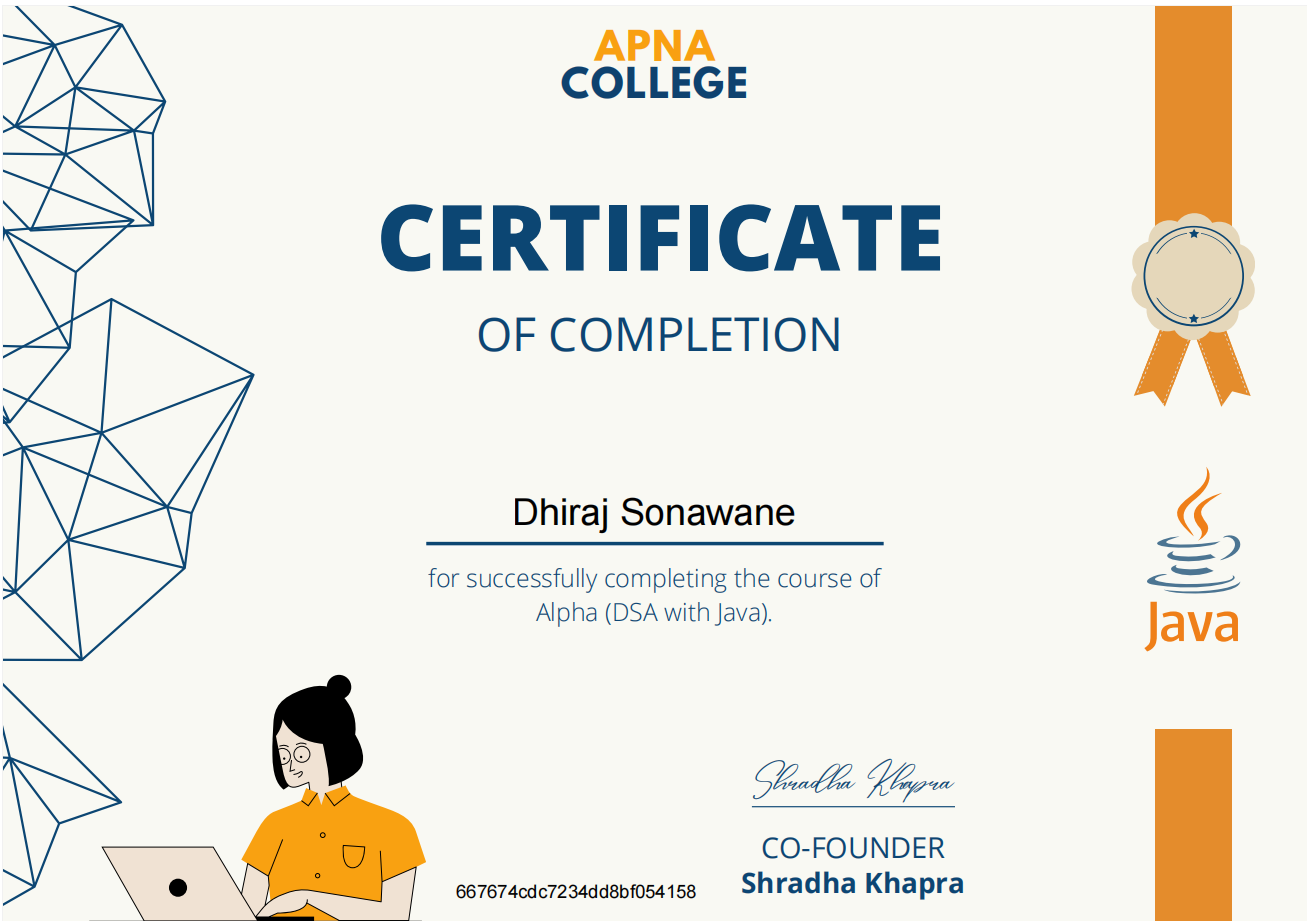 APNA
COLLEGE
CERTIFICATE
OF COMPLETION
Dhiraj Sonawane
for successfully completing the course of
Alpha (DSA with Java).
Java
Shradha Khapra
CO-FOUNDER
Shradha Khapra
667674cdc7234dd8bf054158